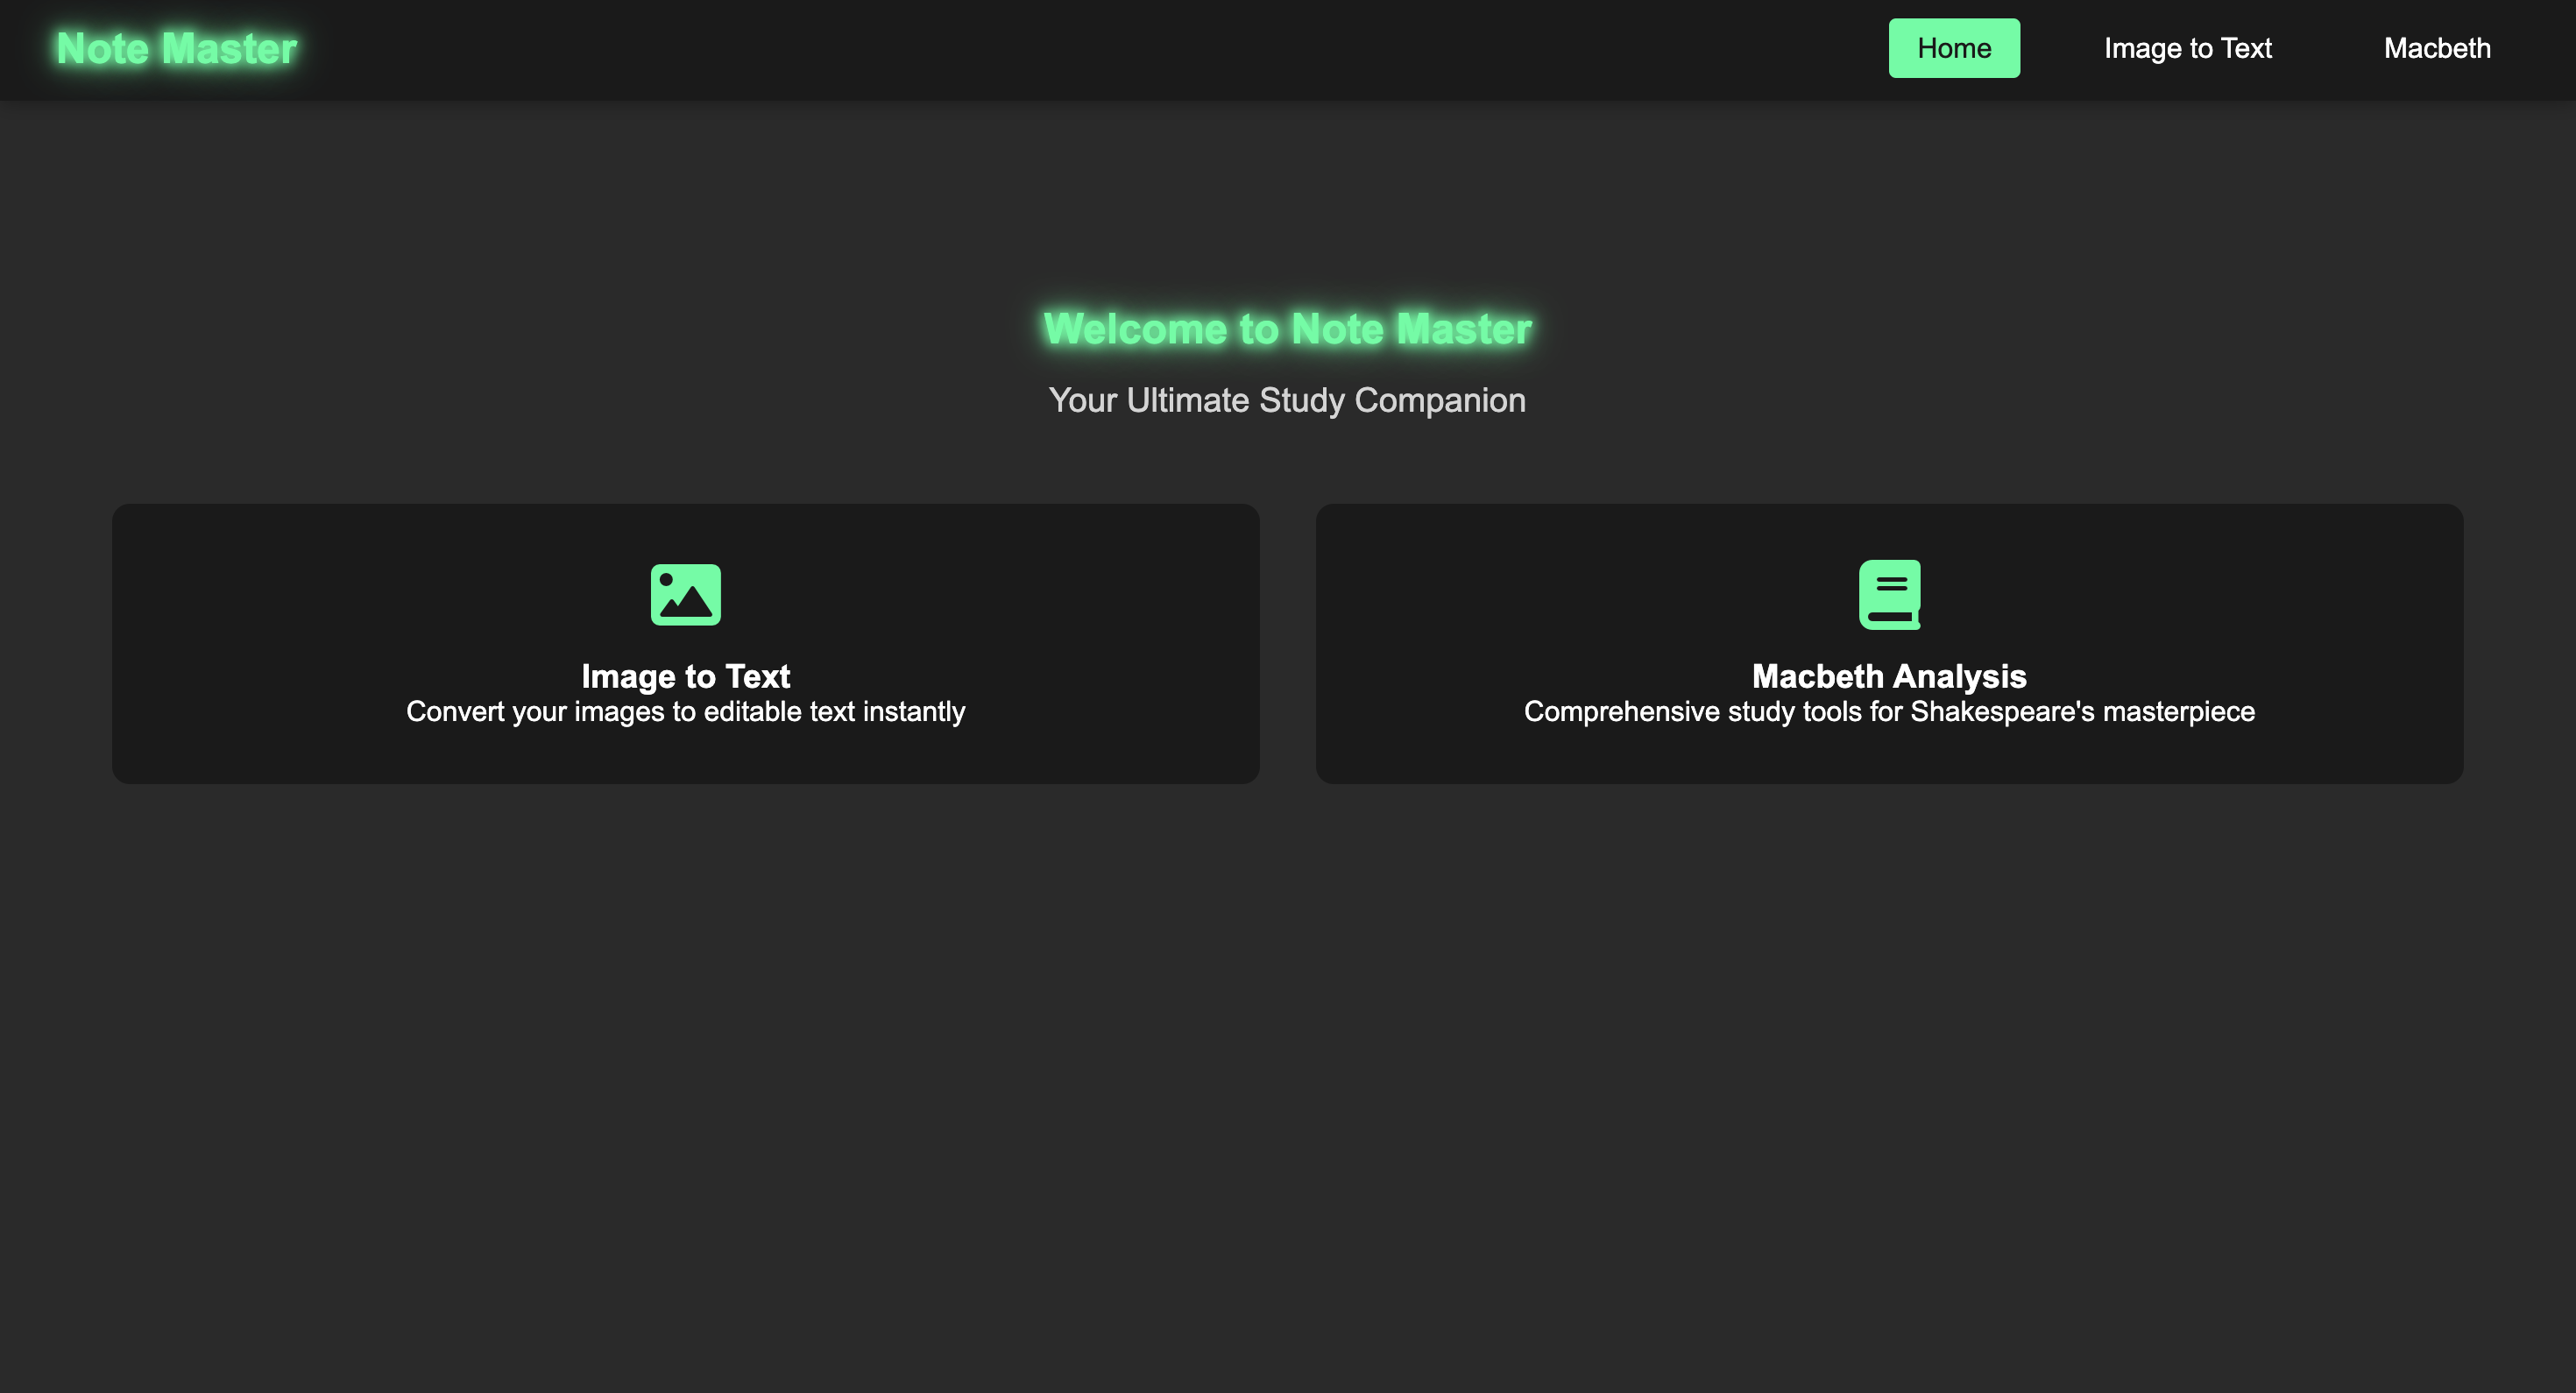 Note Master
Home
Image to Text
Macbeth
Welcome to Note Master
Your Ultimate Study Companion
Image to Text
Convert your images to editable text instantly
Macbeth Analysis
Comprehensive study tools for Shakespeare's masterpiece